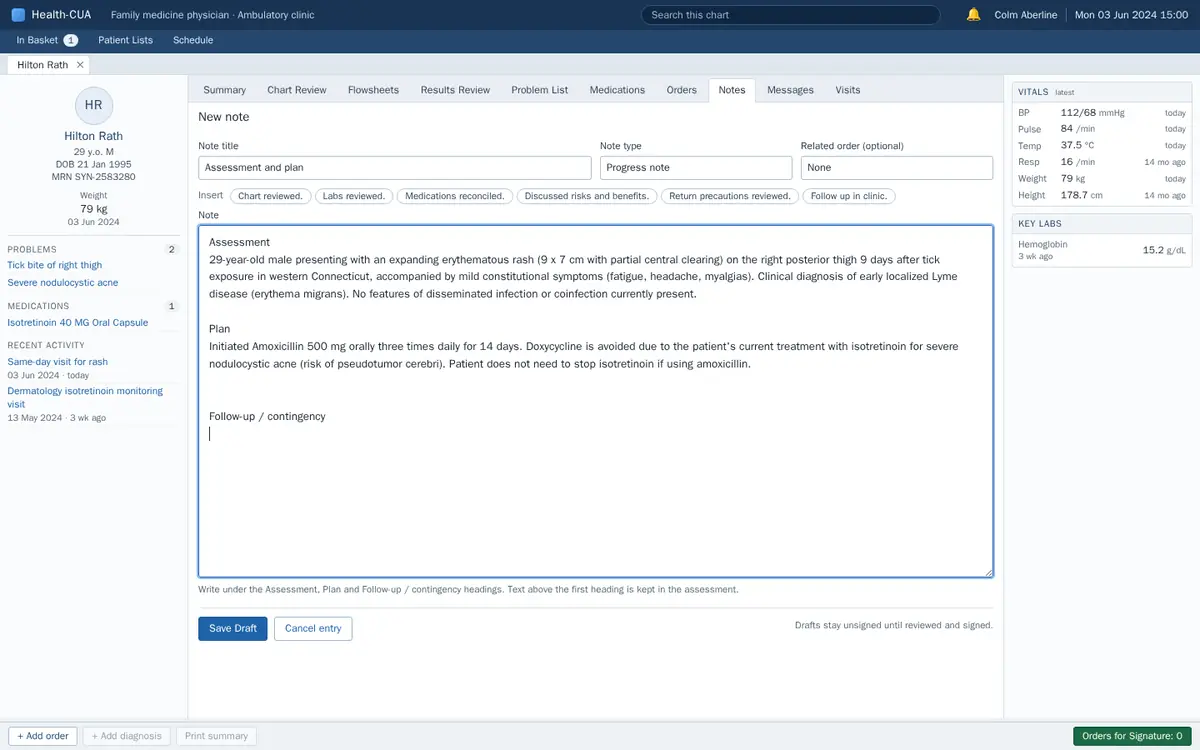 Health-CUA Family medicine physician · Ambulatory clinic Search this chart Colm Aberline Mon 03 Jun 2024 15:00
In Basket 1 Patient Lists Schedule
Hilton Rath ✕
HR
Hilton Rath
29 y.o. M
DOB 21 Jan 1995
MRN SYN-2583280
Weight
79 kg
03 Jun 2024
PROBLEMS 2
Tick bite of right thigh
Severe nodulocystic acne
MEDICATIONS 1
Isotretinoin 40 MG Oral Capsule
RECENT ACTIVITY
Same-day visit for rash
03 Jun 2024 · today
Dermatology isotretinoin monitoring
visit
13 May 2024 · 3 wk ago
Summary Chart Review Flowsheets Results Review Problem List Medications Orders Notes Messages Visits
New note
Note title Note type Related order (optional)
Assessment and plan Progress note None
Insert Chart reviewed. Labs reviewed. Medications reconciled. Discussed risks and benefits. Return precautions reviewed. Follow up in clinic.
Note
Assessment
29-year-old male presenting with an expanding erythematous rash (9 x 7 cm with partial central clearing) on the right posterior thigh 9 days after tick
exposure in western Connecticut, accompanied by mild constitutional symptoms (fatigue, headache, myalgias). Clinical diagnosis of early localized Lyme
disease (erythema migrans). No features of disseminated infection or coinfection currently present.
Plan
Initiated Amoxicillin 500 mg orally three times daily for 14 days. Doxycycline is avoided due to the patient's current treatment with isotretinoin for severe
nodulocystic acne (risk of pseudotumor cerebri). Patient does not need to stop isotretinoin if using amoxicillin.
Follow-up / contingency
Write under the Assessment, Plan and Follow-up / contingency headings. Text above the first heading is kept in the assessment.
Save Draft Cancel entry Drafts stay unsigned until reviewed and signed.
VITALS latest
BP 112/68 mmHg today
Pulse 84 /min today
Temp 37.5 °C today
Resp 16 /min 14 mo ago
Weight 79 kg today
Height 178.7 cm 14 mo ago
KEY LABS
Hemoglobin 15.2 g/dL
3 wk ago
+ Add order + Add diagnosis Print summary Orders for Signature: 0